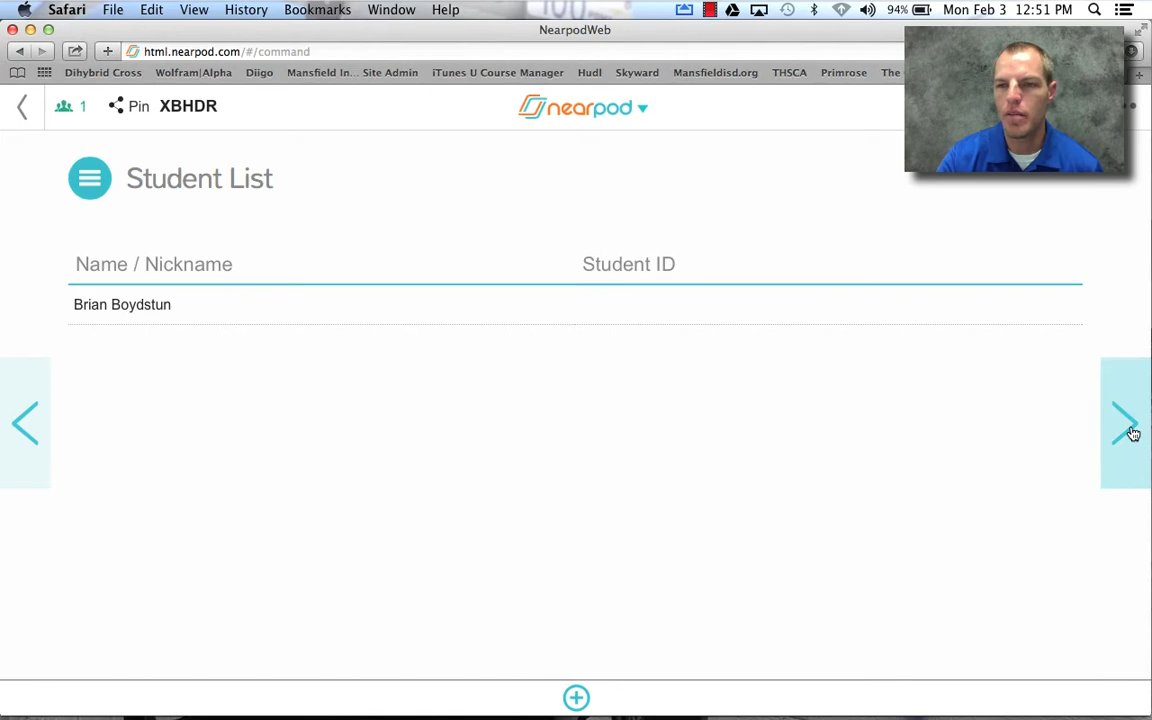 Safari File Edit View History Bookmarks Window Help 94% Mon Feb 3 12:51 PM
NearpodWeb
html.nearpod.com/#/command
Dihybrid Cross Wolfram|Alpha Diigo Mansfield In... Site Admin iTunes U Course Manager Hudl Skyward Mansfieldisd.org THSCA Primrose The
1 Pin XBHDR nearpod
Student List
Name / Nickname Student ID
Brian Boydstun